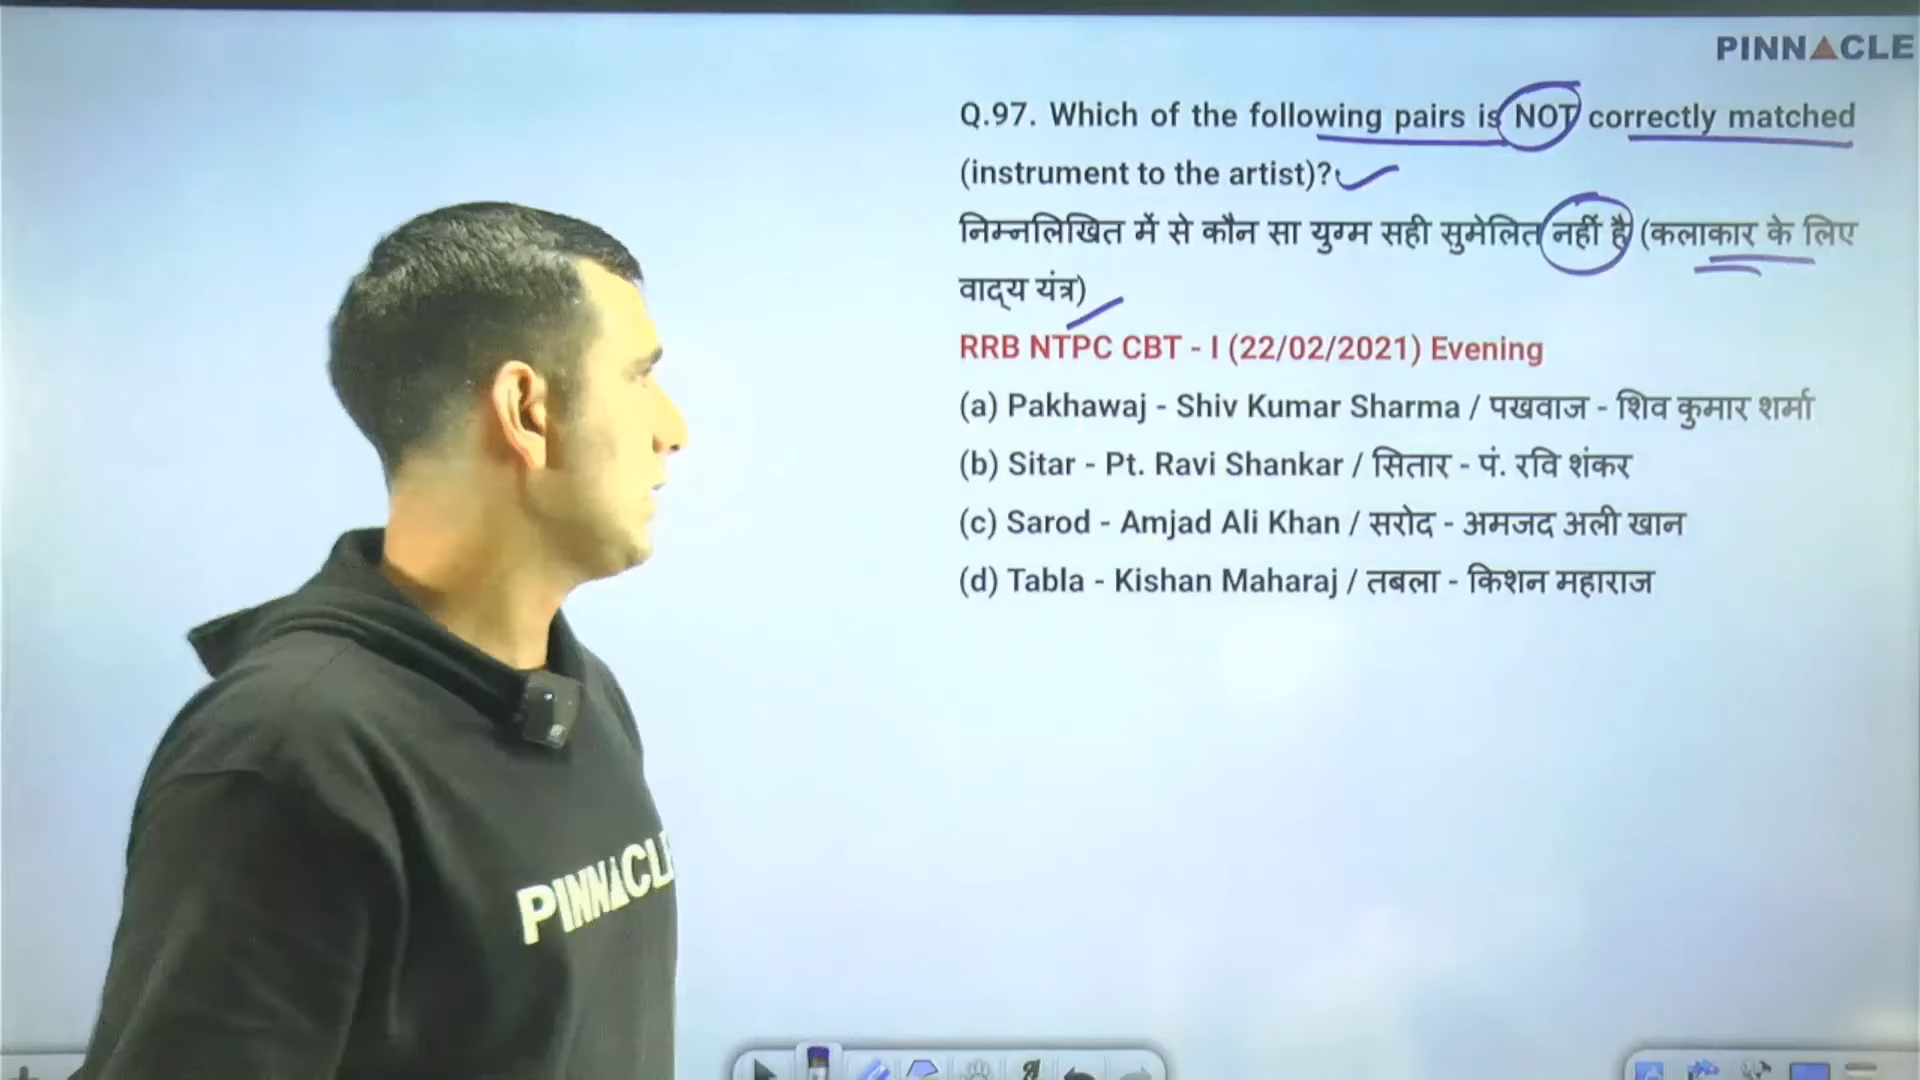 PINNACLE
Q.97. Which of the following pairs is NOT correctly matched
(instrument to the artist)?
निम्नलिखित में से कौन सा युग्म सही सुमेलित नहीं है (कलाकार के लिए
वाद्य यंत्र)
RRB NTPC CBT - I (22/02/2021) Evening
(a) Pakhawaj - Shiv Kumar Sharma / पखवाज - शिव कुमार शर्मा
(b) Sitar - Pt. Ravi Shankar / सितार - पं. रवि शंकर
(c) Sarod - Amjad Ali Khan / सरोद - अमजद अली खान
(d) Tabla - Kishan Maharaj / तबला - किशन महाराज
PINNACLE